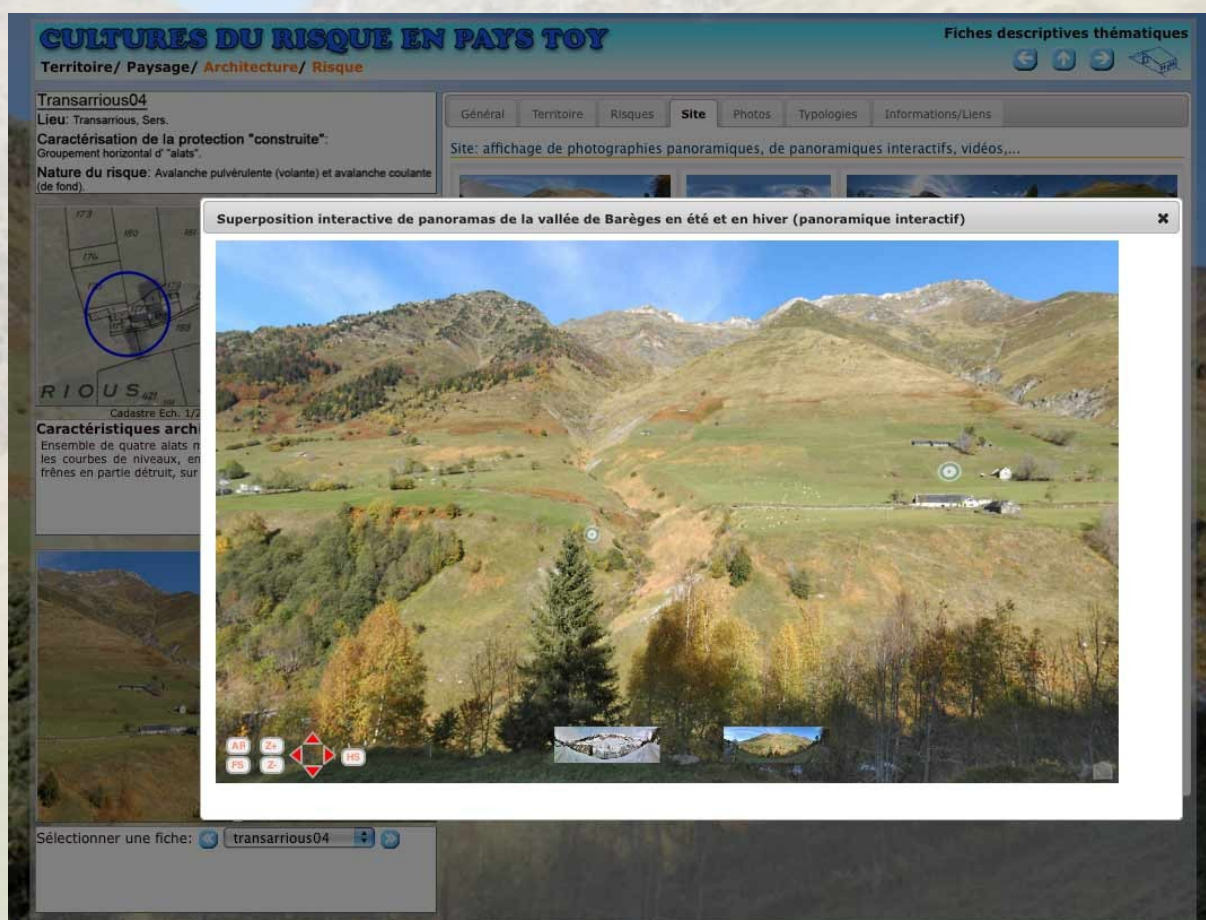 CULTURES DU RISQUE EN PAYS TOY
Fiches descriptives thématiques
Territoire/ Paysage/ Architecture/ Risque
Transarrious04
Lieu: Transarrious, Sers.
Caractérisation de la protection "construite":
Groupement horizontal d' "alats".
Nature du risque: Avalanche pulvérulente (volante) et avalanche coulante
(de fond).
Général Territoire Risques Site Photos Typologies Informations/Liens
Site: affichage de photographies panoramiques, de panoramiques interactifs, vidéos,...
Superposition interactive de panoramas de la vallée de Barèges en été et en hiver (panoramique interactif)
173
180
181
174
RIOUS
421
Cadastre Ech. 1/2
Caractéristiques archi
Ensemble de quatre alats
les courbes de niveaux, en
frênes en partie détruit, sur
AR Z+ HS
FS Z-
Sélectionner une fiche: transarrious04